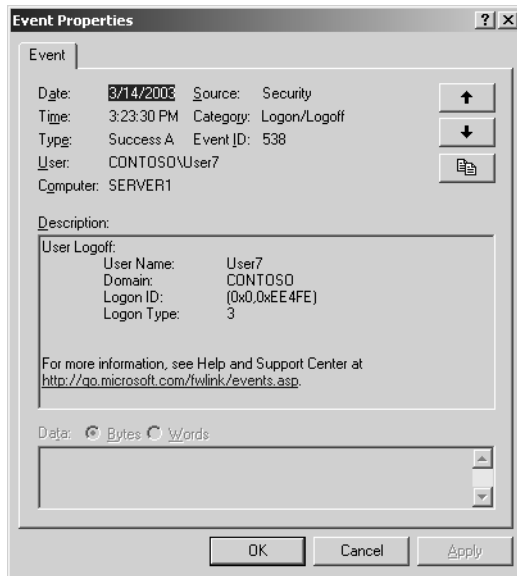 Event Properties
Event
Date: 3/14/2003 Source: Security
Time: 3:23:30 PM Category: Logon/Logoff
Type: Success A Event ID: 538
User: CONTOSO\User7
Computer: SERVER1
Description:
User Logoff:
User Name: User7
Domain: CONTOSO
Logon ID: (0x0,0xEE4FE)
Logon Type: 3
For more information, see Help and Support Center at
http://go.microsoft.com/fwlink/events.asp.
Data: Bytes Words
OK Cancel Apply